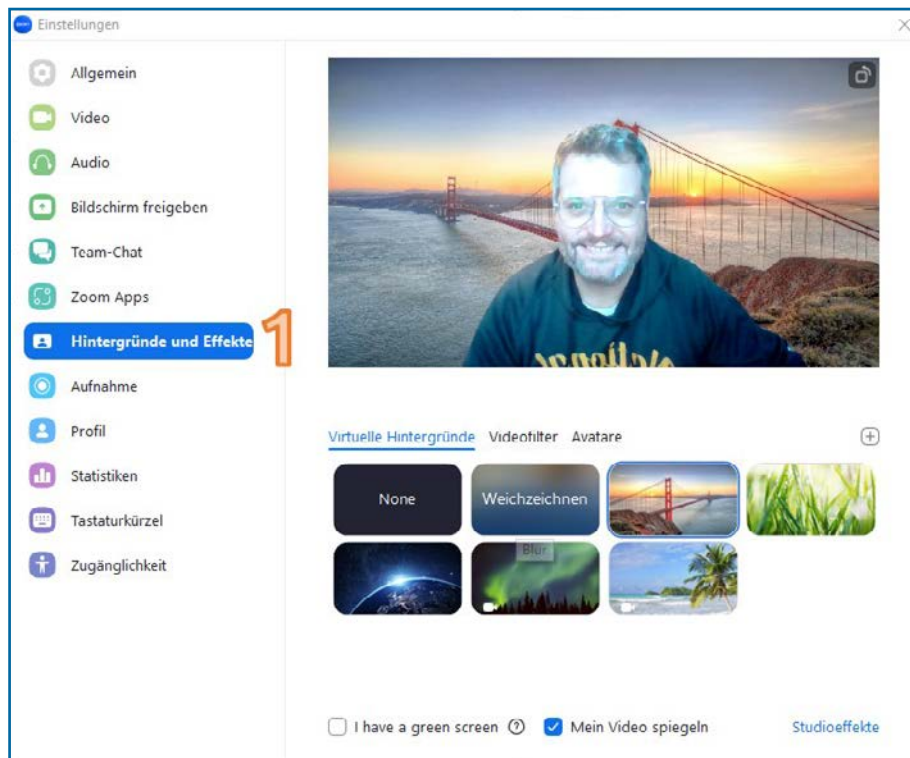 Einstellungen
Allgemein
Video
Audio
Bildschirm freigeben
Team-Chat
Zoom Apps
Hintergründe und Effekte
1
Aufnahme
Profil
Statistiken
Tastaturkürzel
Zugänglichkeit
Virtuelle Hintergründe Videofilter Avatare
None
Weichzeichnen
Blur
I have a green screen
Mein Video spiegeln
Studioeffekte